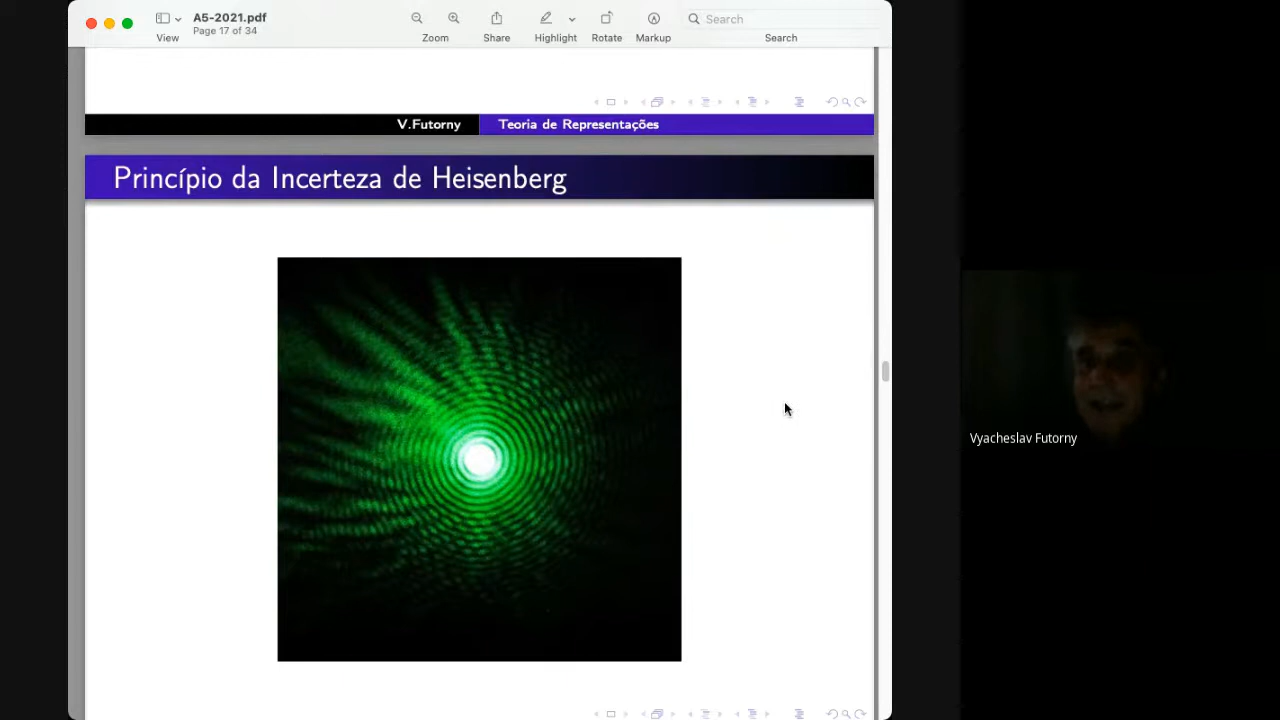 A5-2021.pdf
Page 17 of 34
View
Zoom
Share
Highlight
Rotate
Markup
Search
Search
V.Futorny
Teoria de Representações
Princípio da Incerteza de Heisenberg
Vyacheslav Futorny